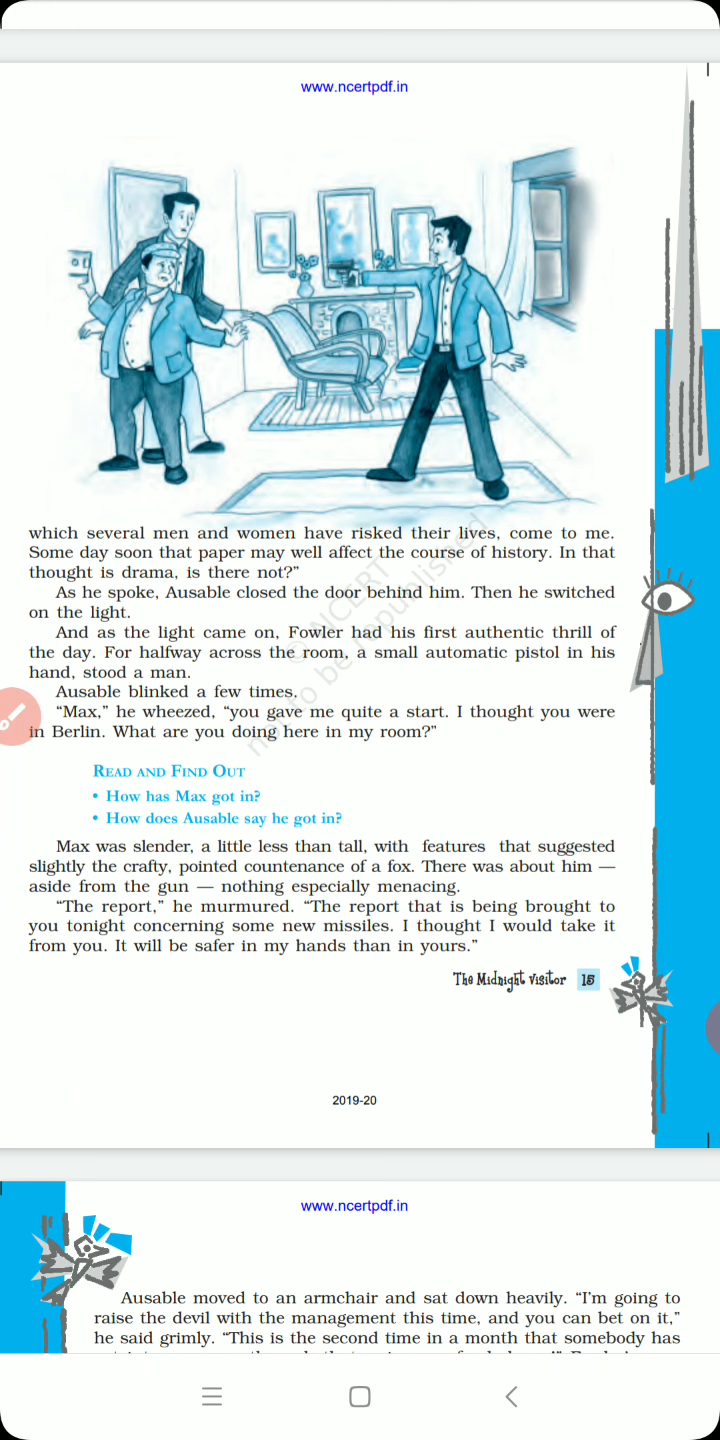 www.ncertpdf.in
which several men and women have risked their lives, come to me.
Some day soon that paper may well affect the course of history. In that
thought is drama, is there not?”
As he spoke, Ausable closed the door behind him. Then he switched
on the light.
And as the light came on, Fowler had his first authentic thrill of
the day. For halfway across the room, a small automatic pistol in his
hand, stood a man.
Ausable blinked a few times.
“Max,” he wheezed, “you gave me quite a start. I thought you were
in Berlin. What are you doing here in my room?”
© NCERT
not to be republished
READ AND FIND OUT
• How has Max got in?
• How does Ausable say he got in?
Max was slender, a little less than tall, with features that suggested
slightly the crafty, pointed countenance of a fox. There was about him —
aside from the gun — nothing especially menacing.
“The report,” he murmured. “The report that is being brought to
you tonight concerning some new missiles. I thought I would take it
from you. It will be safer in my hands than in yours.”
The Midnight Visitor 15
2019-20
www.ncertpdf.in
Ausable moved to an armchair and sat down heavily. “I'm going to
raise the devil with the management this time, and you can bet on it,”
he said grimly. “This is the second time in a month that somebody has